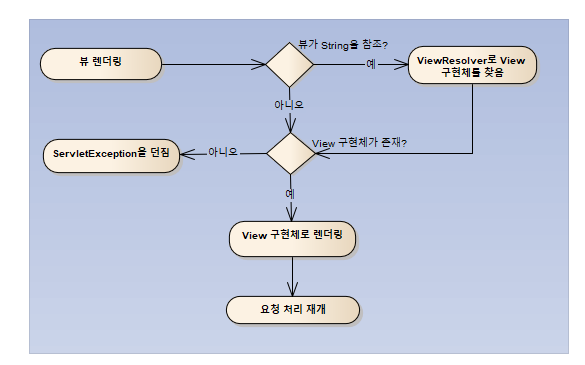 뷰 렌더링
뷰가 String을 참조?
예
ViewResolver로 View
구현체를 찾음
아니오
View 구현체가 존재?
아니오
ServletException을 던짐
예
View 구현체로 렌더링
요청 처리 재개